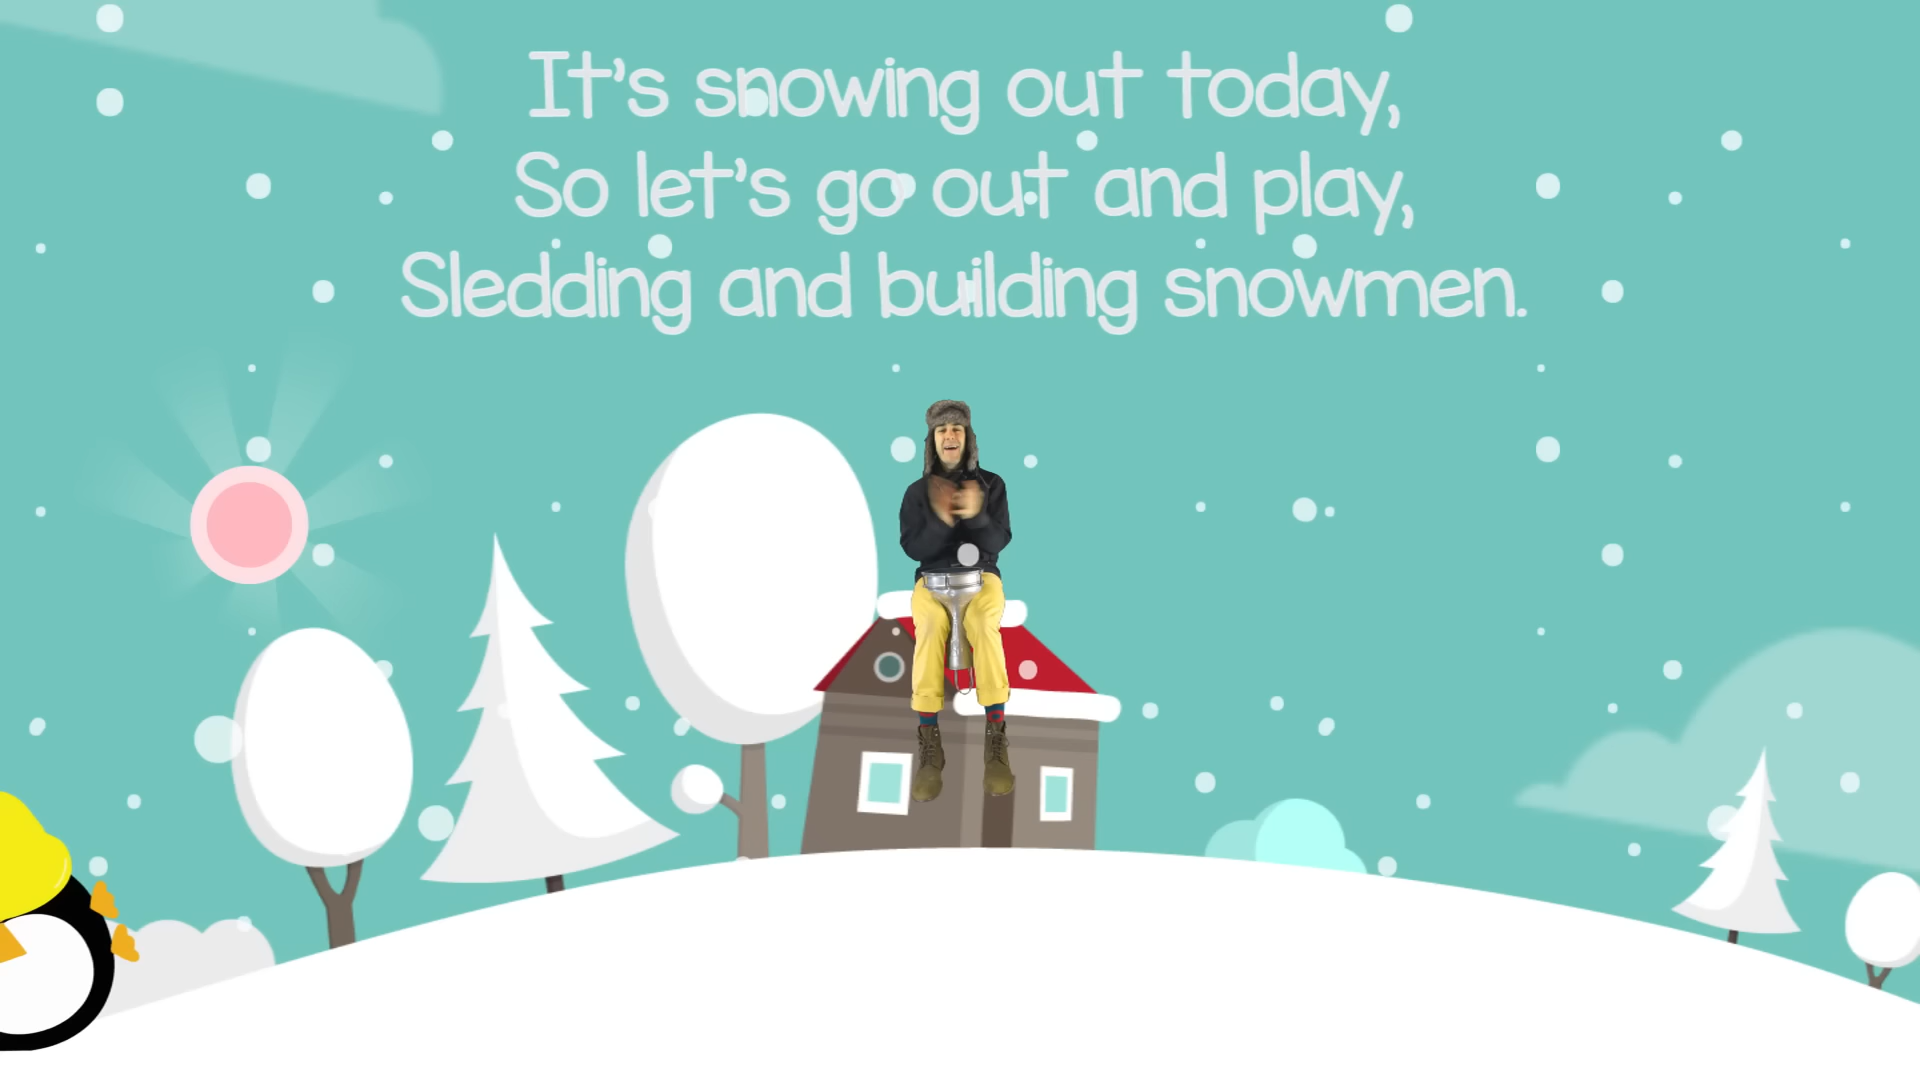 It's snowing out today,
So let's go out and play,
Sledding and building snowmen.